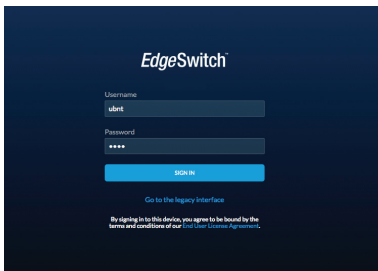 EdgeSwitch™
Username
ubnt
Password
••••
SIGN IN
Go to the legacy interface
By signing in to this device, you agree to be bound by the
terms and conditions of our End User License Agreement.